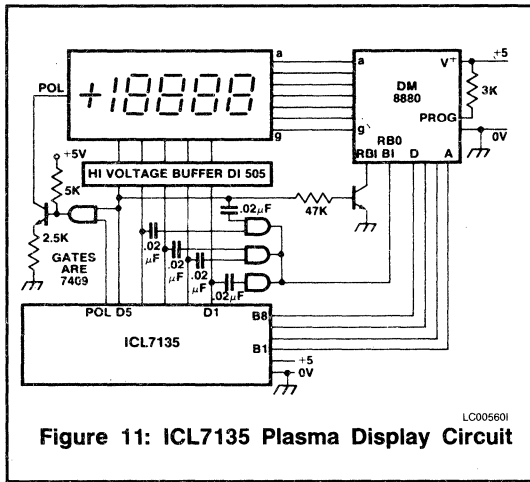 POL
+18888
a
g
a
g
DM
8880
V+
+5
3K
PROG
0V
RB0
RBI BI
D
A
+5V
5K
HI VOLTAGE BUFFER DI 505
2.5K
GATES
ARE
7409
.02μF
47K
.02
μF
.02
μF
.02
μF
.02μF
POL D5
D1
B8
B1
ICL7135
+5
0V
LC00560I
Figure 11: ICL7135 Plasma Display Circuit